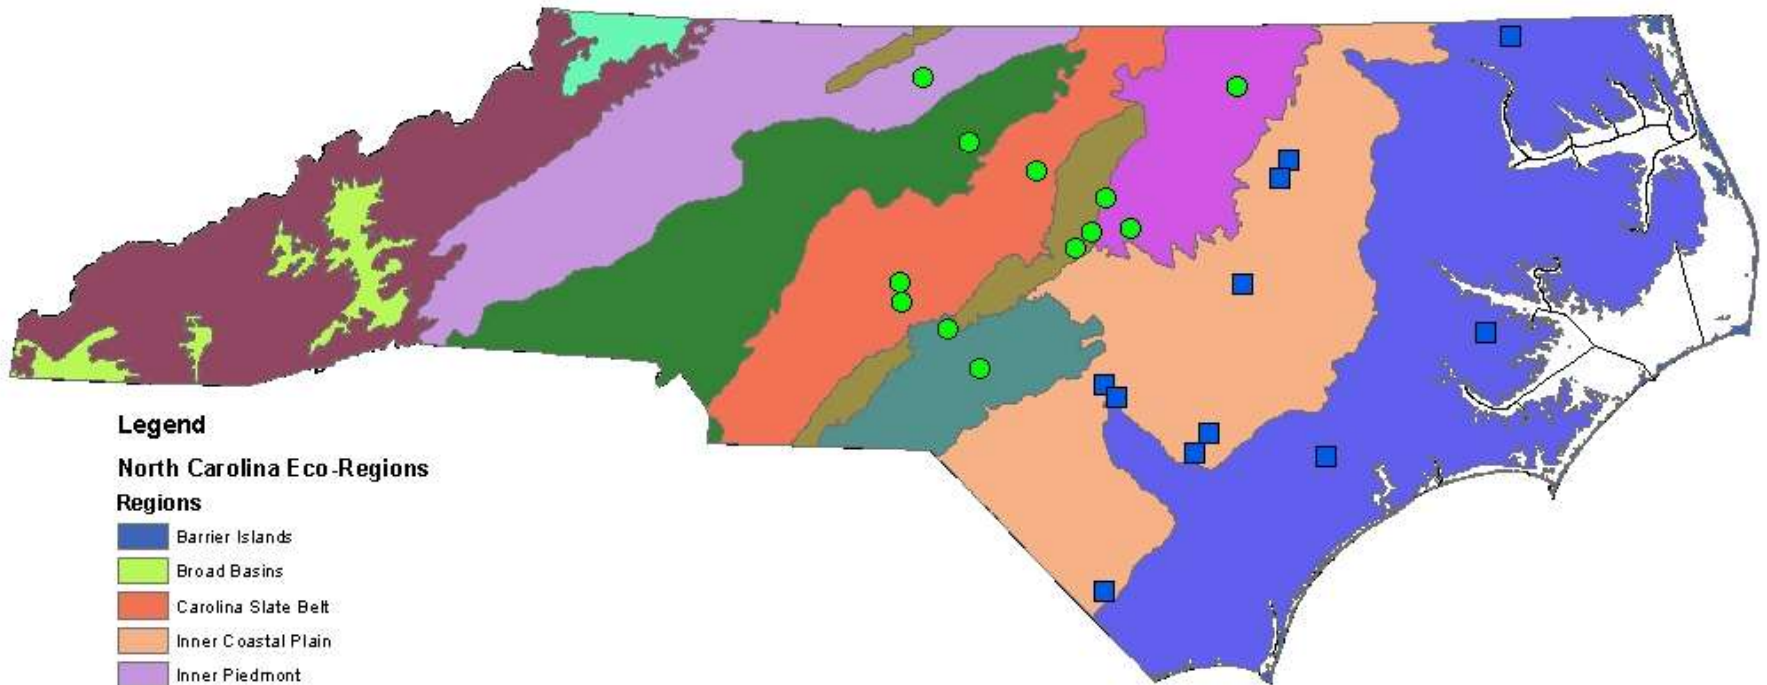 Legend
North Carolina Eco-Regions
Regions
Barrier Islands
Broad Basins
Carolina Slate Belt
Inner Coastal Plain
Inner Piedmont